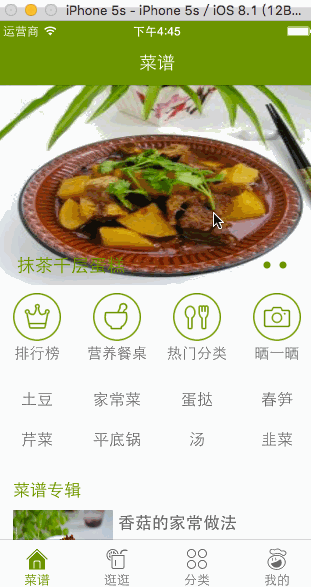 iPhone 5s - iPhone 5s / iOS 8.1 (12B...
运营商 下午4:45
菜谱
抹茶千层蛋糕
排行榜 营养餐桌 热门分类 晒一晒
土豆 家常菜 蛋挞 春笋
芹菜 平底锅 汤 韭菜
菜谱专辑
香菇的家常做法
菜谱 逛逛 分类 我的